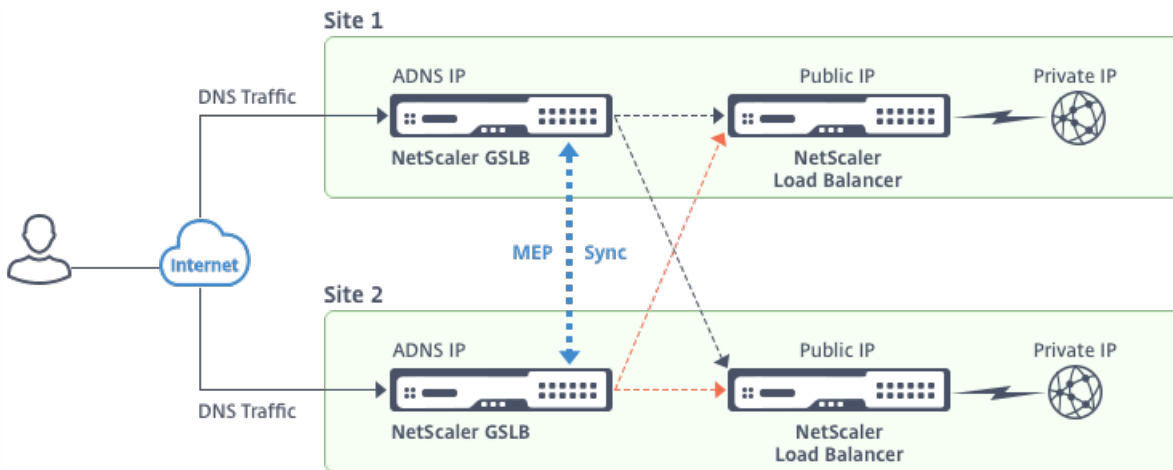 Site 1
ADNS IP
Public IP
Private IP
DNS Traffic
NetScaler GSLB
NetScaler
Load Balancer
MEP Sync
Internet
Site 2
ADNS IP
Public IP
Private IP
DNS Traffic
NetScaler GSLB
NetScaler
Load Balancer